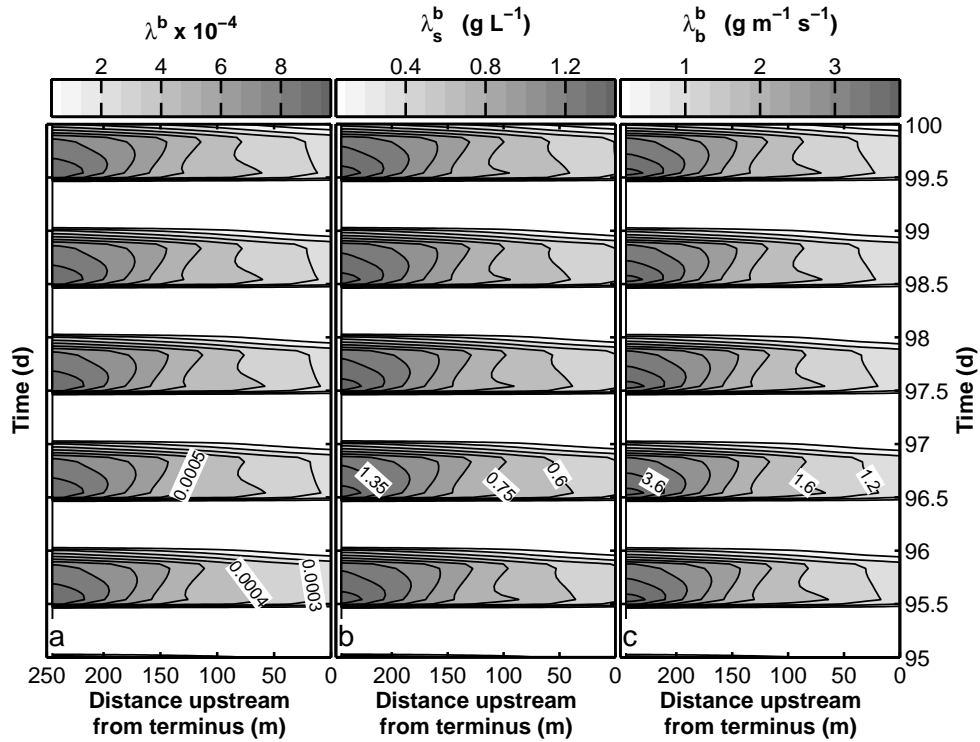 λ^b x 10^−4
λ_s^b (g L^−1)
λ_b^b (g m^−1 s^−1)
2 4 6 8
0.4 0.8 1.2
1 2 3
100
99.5
99
98.5
98
97.5
97
96.5
96
95.5
95
Time (d)
Time (d)
0.0005
0.0004
0.0003
1.35
0.75
0.6
3.6
1.6
1.2
a
b
c
250 200 150 100 50 0
200 150 100 50 0
200 150 100 50 0
Distance upstream
from terminus (m)
Distance upstream
from terminus (m)
Distance upstream
from terminus (m)